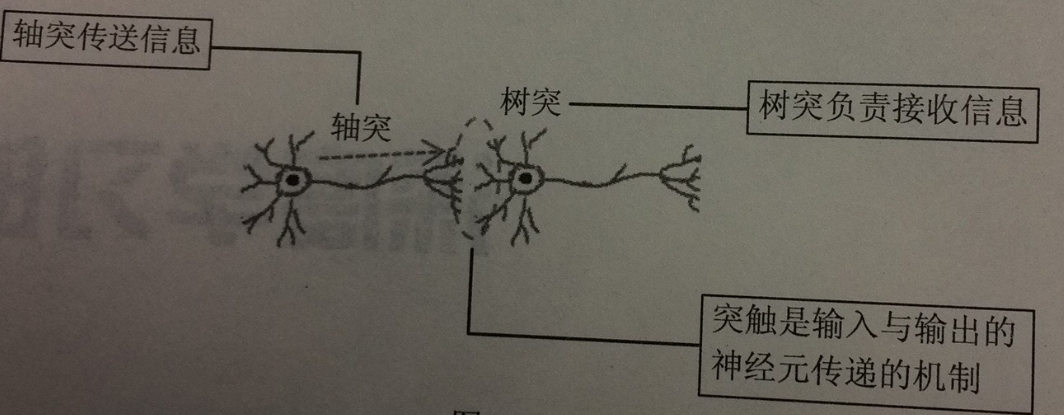 轴突传送信息
树突
树突负责接收信息
轴突
突触是输入与输出的
神经元传递的机制